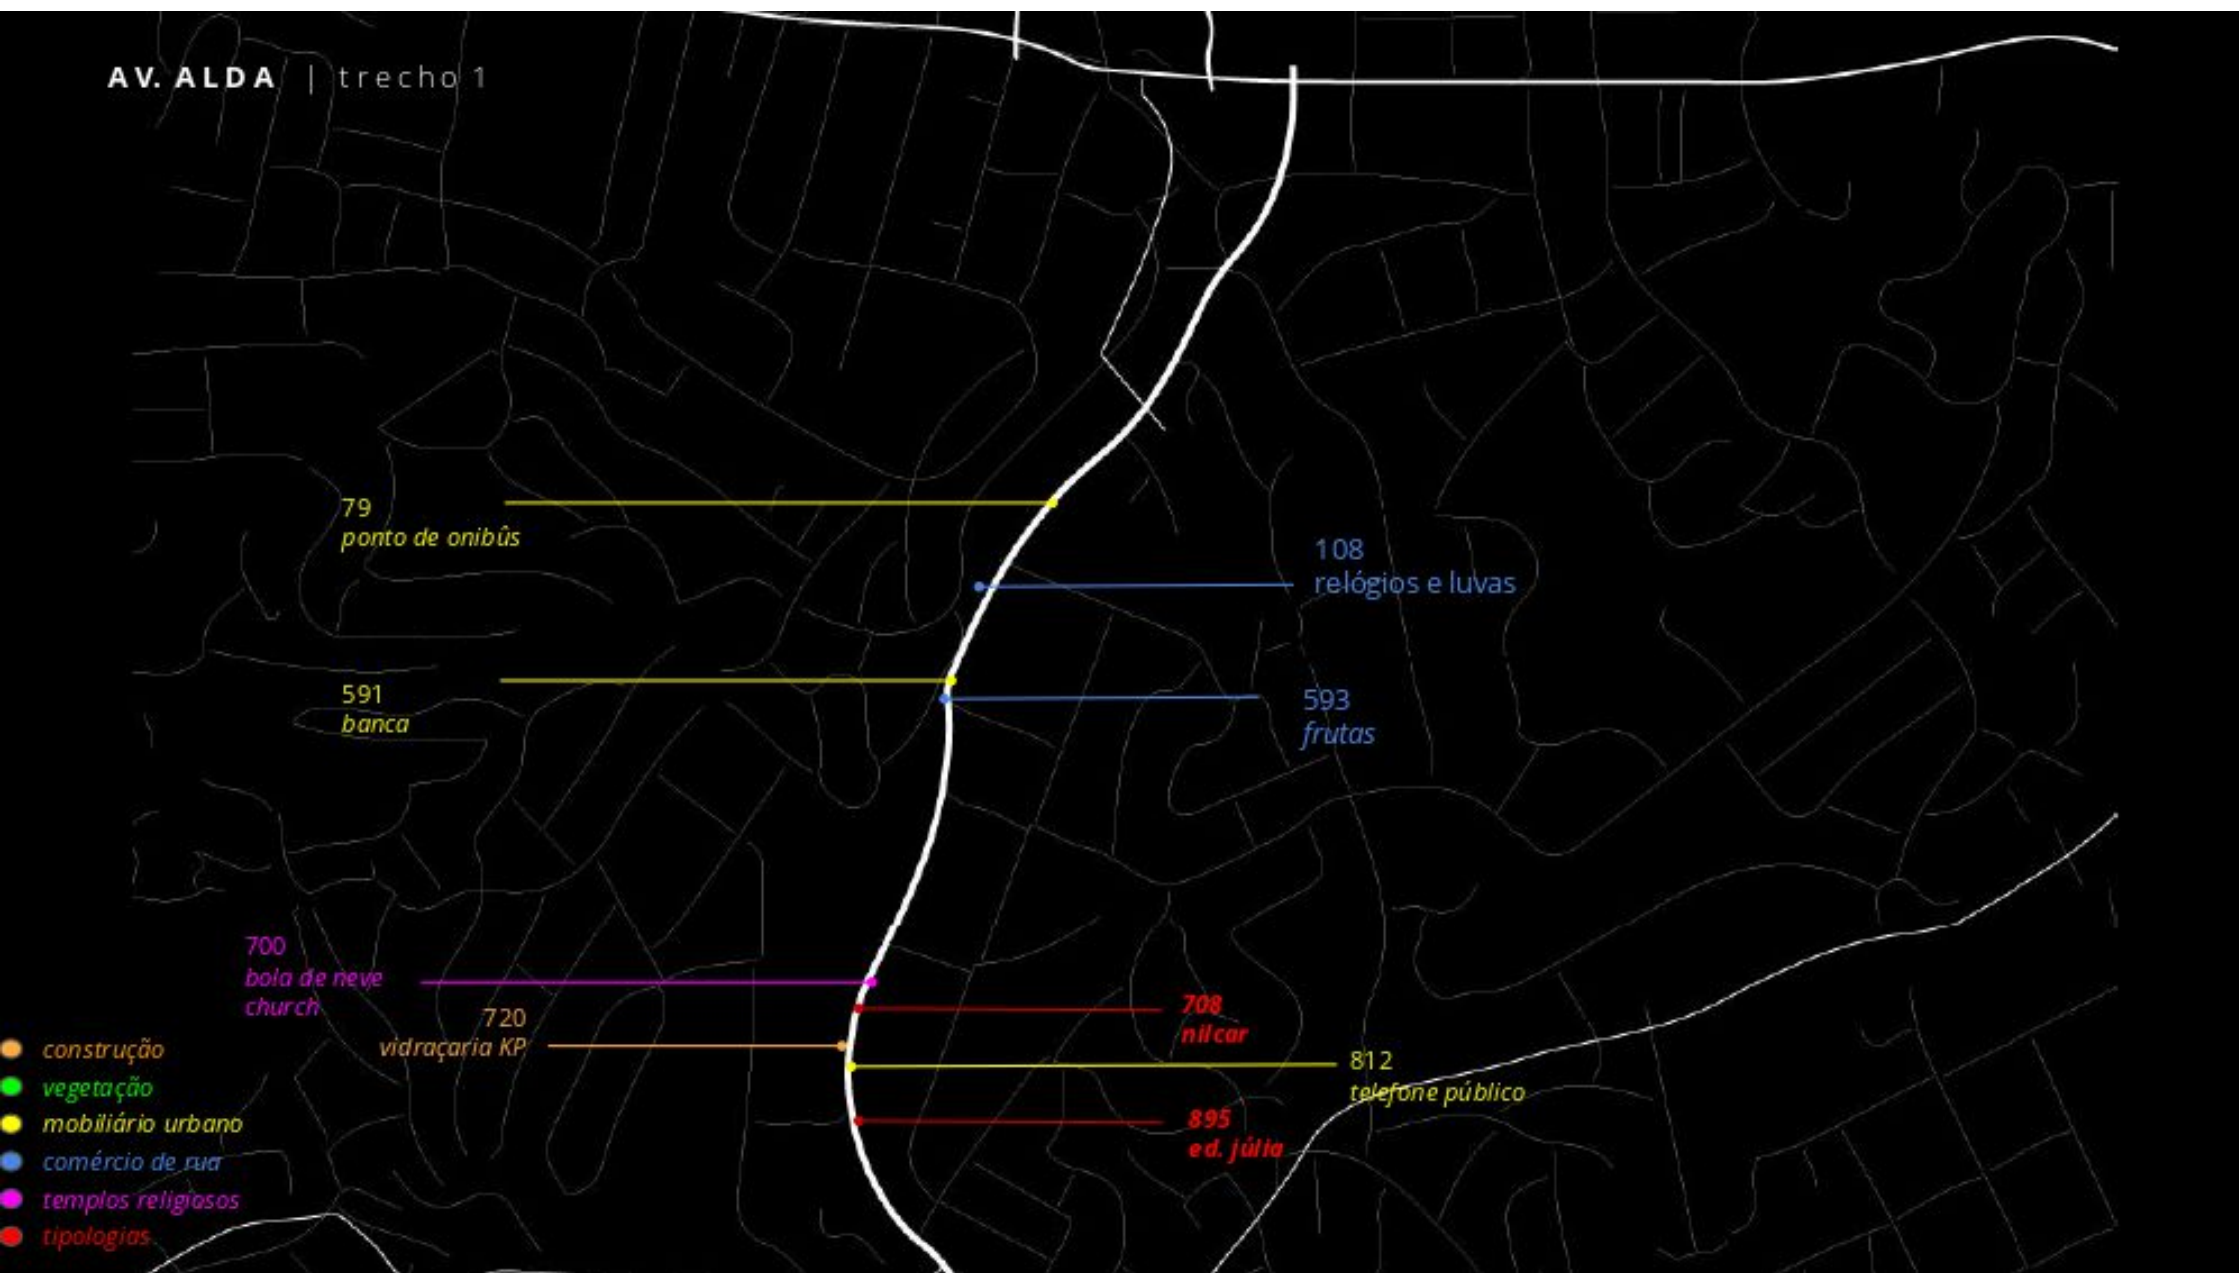 AV. ALDA | trecho 1
79
ponto de onibûs
108
relógios e luvas
591
banca
593
frutas
700
bola de neve
church
708
nilcar
720
vidraçaria KP
812
telefone público
895
ed. júlia
construção
vegetação
mobiliário urbano
comércio de rua
templos religiosos
tipologias